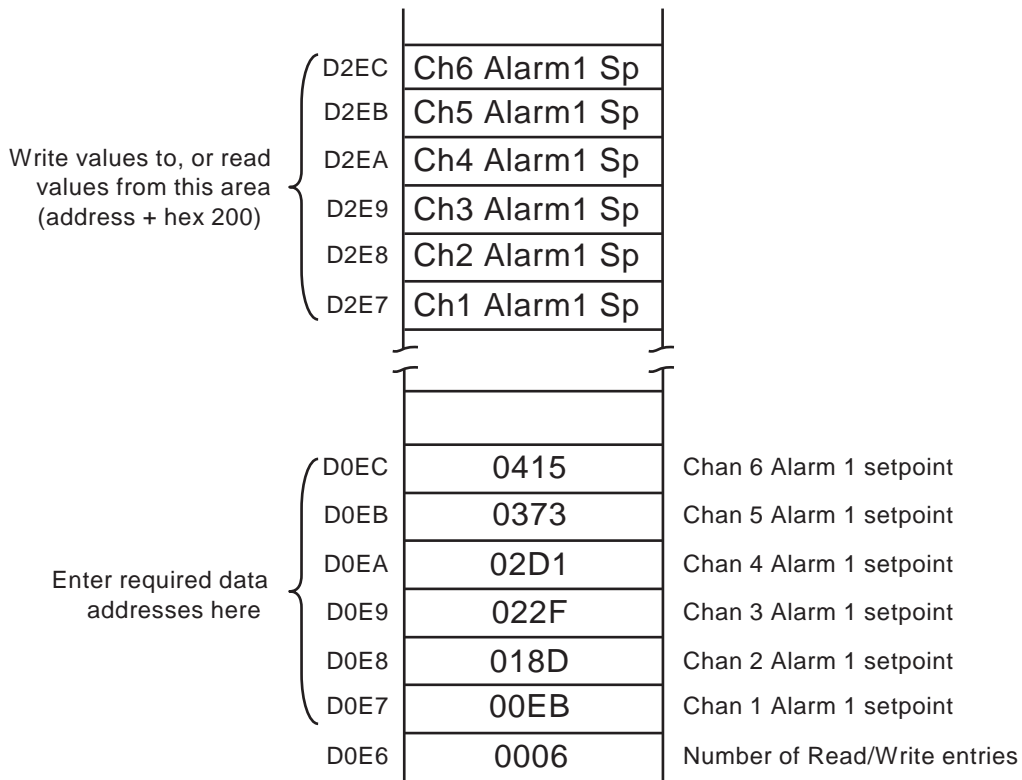 D2EC Ch6 Alarm1 Sp
D2EB Ch5 Alarm1 Sp
Write values to, or read
D2EA Ch4 Alarm1 Sp
values from this area
(address + hex 200)
D2E9 Ch3 Alarm1 Sp
D2E8 Ch2 Alarm1 Sp
D2E7 Ch1 Alarm1 Sp
D0EC 0415 Chan 6 Alarm 1 setpoint
D0EB 0373 Chan 5 Alarm 1 setpoint
D0EA 02D1 Chan 4 Alarm 1 setpoint
Enter required data
addresses here
D0E9 022F Chan 3 Alarm 1 setpoint
D0E8 018D Chan 2 Alarm 1 setpoint
D0E7 00EB Chan 1 Alarm 1 setpoint
D0E6 0006 Number of Read/Write entries